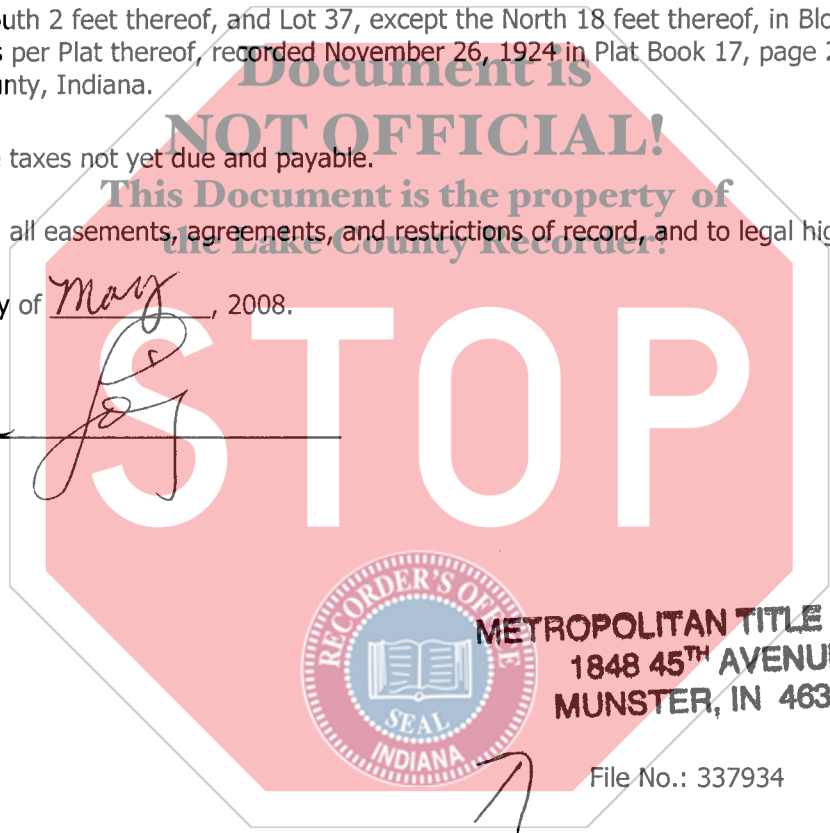 uth 2 feet thereof, and Lot 37, except the North 18 feet thereof, in Blo
s per Plat thereof, recorded November 26, 1924 in Plat Book 17, page 2
unty, Indiana.
Document is
NOT OFFICIAL!
taxes not yet due and payable.
This Document is the property of
the Lake County Recorder!
all easements, agreements, and restrictions of record, and to legal hig
y of May, 2008.
STOP
RECORDER'S OFFICE
SEAL
INDIANA
METROPOLITAN TITLE
1848 45TH AVENU
MUNSTER, IN 463
File No.: 337934